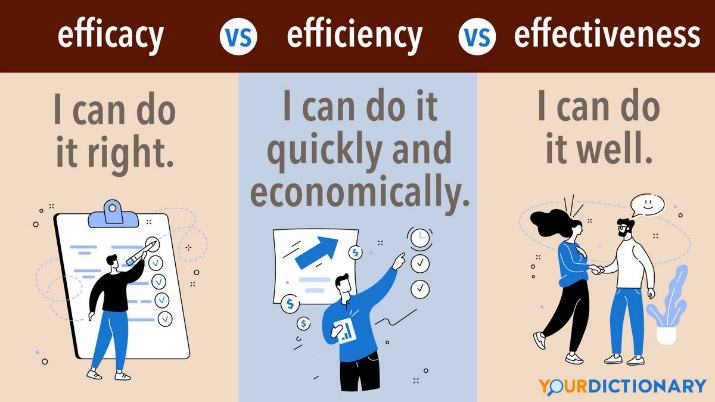 efficacy vs efficiency vs effectiveness
I can do
it right.
I can do it
quickly and
economically.
I can do
it well.
$
$
$
YOURDICTIONARY